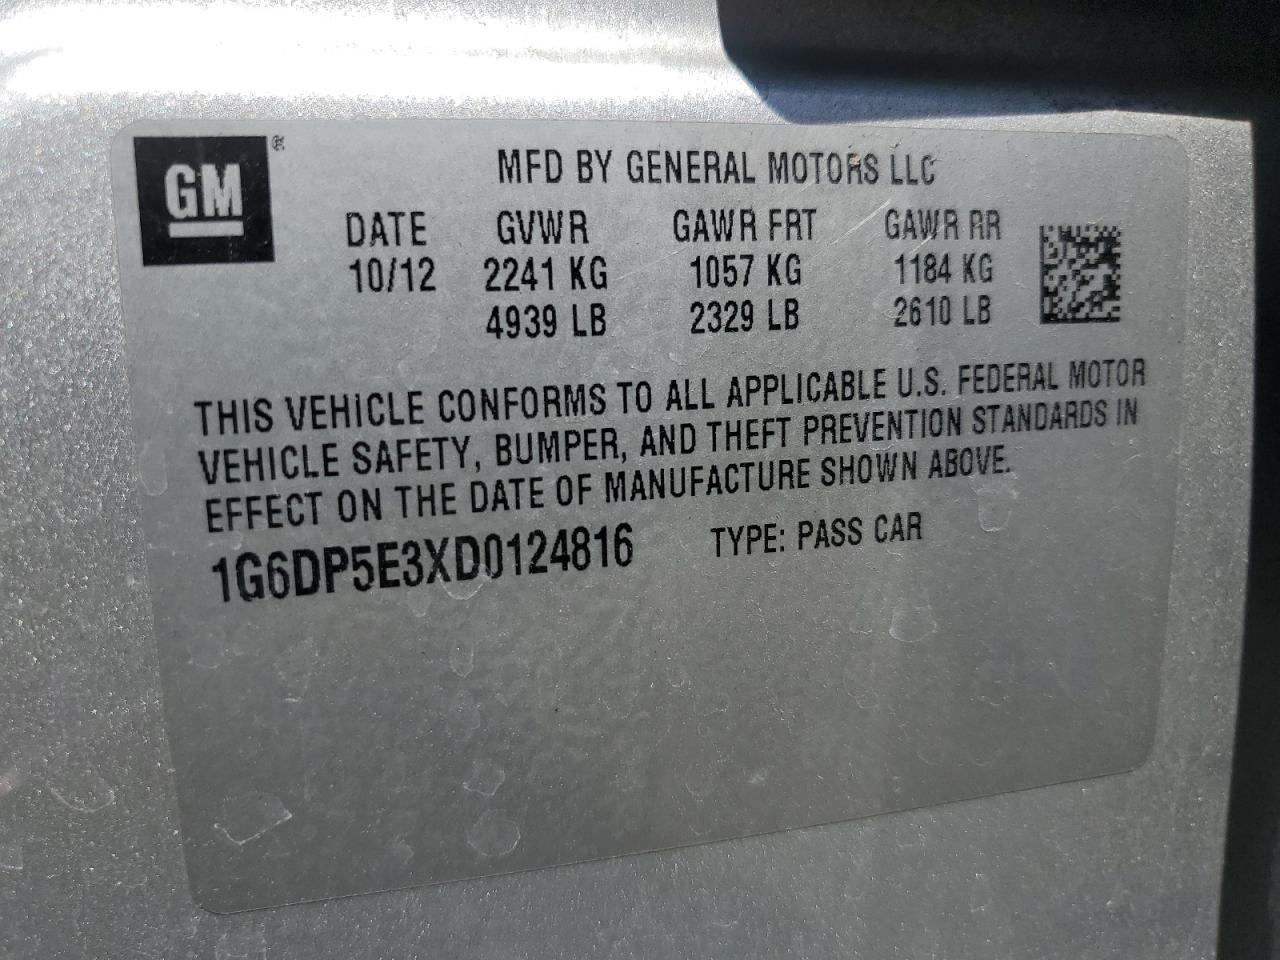 GM ®
MFD BY GENERAL MOTORS LLC
DATE GVWR GAWR FRT GAWR RR
10/12 2241 KG 1057 KG 1184 KG
4939 LB 2329 LB 2610 LB
THIS VEHICLE CONFORMS TO ALL APPLICABLE U.S. FEDERAL MOTOR
VEHICLE SAFETY, BUMPER, AND THEFT PREVENTION STANDARDS IN
EFFECT ON THE DATE OF MANUFACTURE SHOWN ABOVE.
1G6DP5E3XD0124816 TYPE: PASS CAR